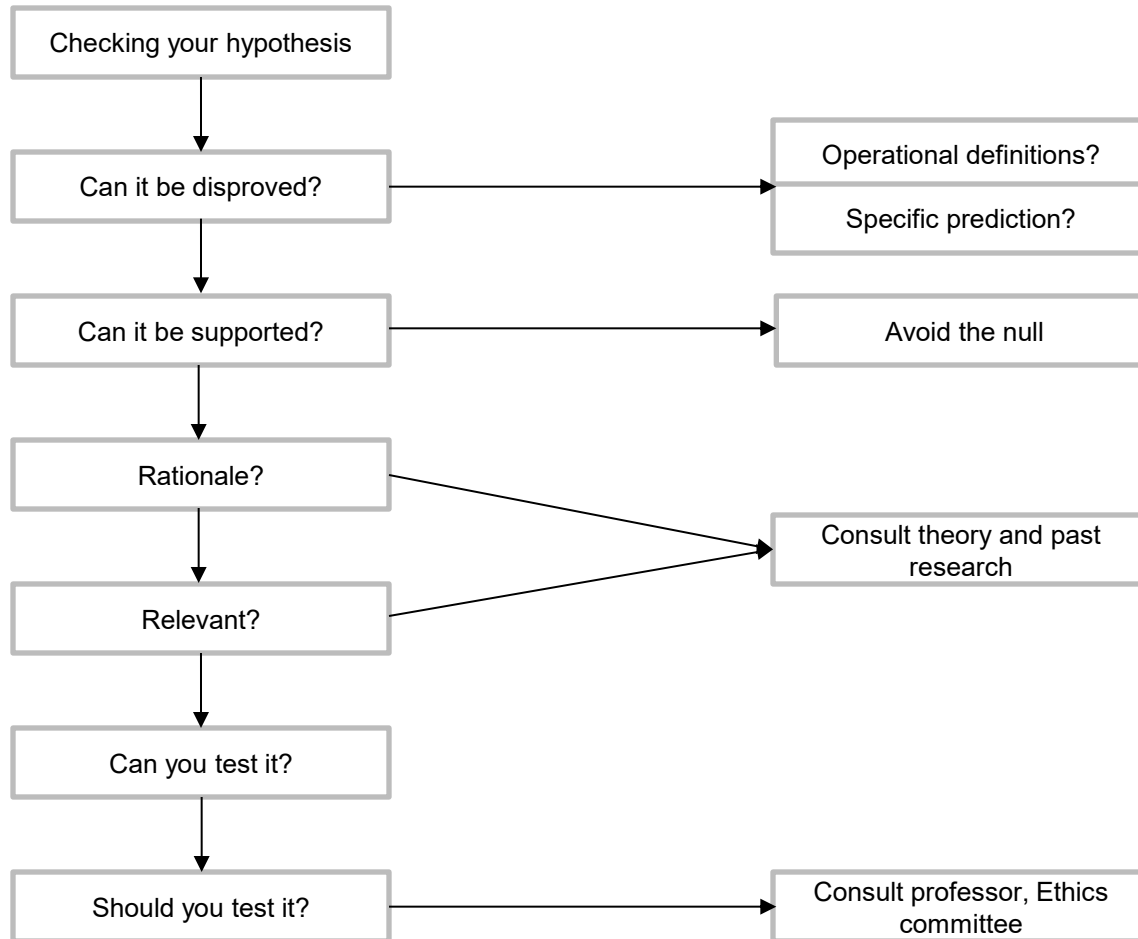 Checking your hypothesis
Can it be disproved?
Operational definitions?
Specific prediction?
Can it be supported?
Avoid the null
Rationale?
Consult theory and past
research
Relevant?
Can you test it?
Should you test it?
Consult professor, Ethics
committee